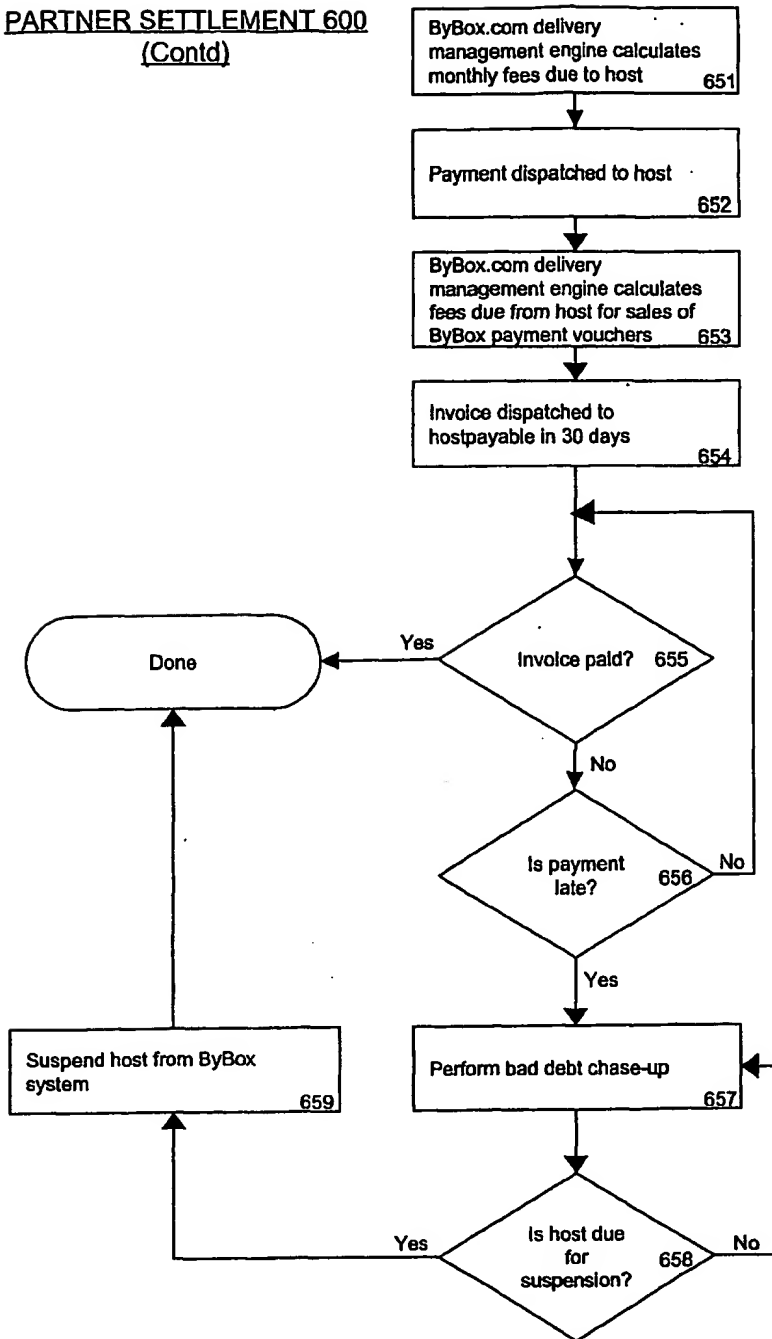 PARTNER SETTLEMENT 600
(Contd)
ByBox.com delivery
management engine calculates
monthly fees due to host
651
Payment dispatched to host
652
ByBox.com delivery
management engine calculates
fees due from host for sales of
ByBox payment vouchers
653
Invoice dispatched to
hostpayable in 30 days
654
Invoice paid? 655
Yes
Done
No
Is payment
late?
656
No
Yes
Perform bad debt chase-up
657
Suspend host from ByBox
system
659
Is host due
for
suspension?
658
Yes
No